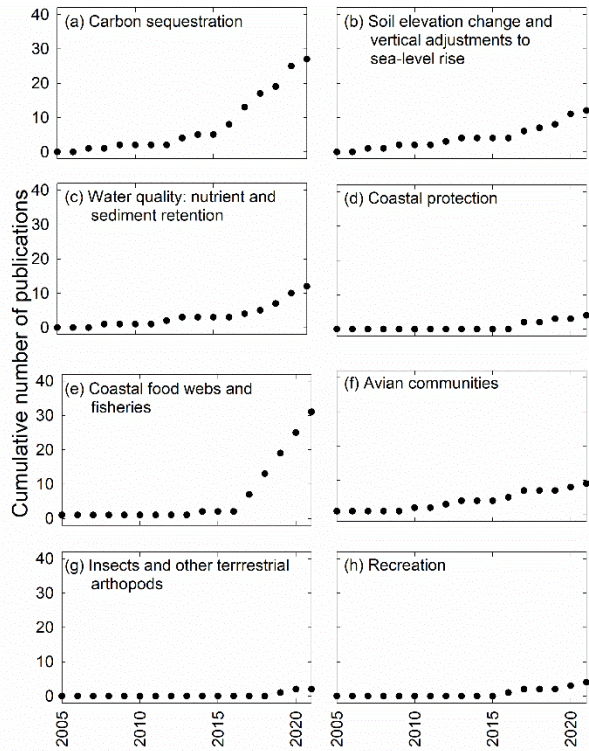 40
(a) Carbon sequestration
30
20
10
0
(b) Soil elevation change and
vertical adjustments to
sea-level rise
40
(c) Water quality: nutrient and
sediment retention
30
20
10
0
(d) Coastal protection
Cumulative number of publications
40
(e) Coastal food webs and
fisheries
30
20
10
0
(f) Avian communities
40
(g) Insects and other terrrestrial
arthopods
30
20
10
0
(h) Recreation
2005
2010
2015
2020
2005
2010
2015
2020